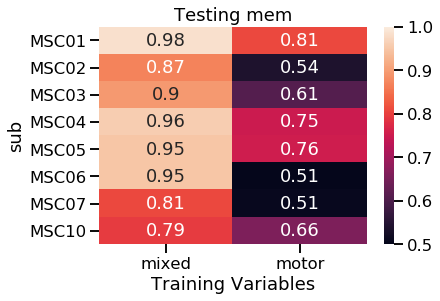 Testing mem
sub
MSC01 0.98 0.81
MSC02 0.87 0.54
MSC03 0.9 0.61
MSC04 0.96 0.75
MSC05 0.95 0.76
MSC06 0.95 0.51
MSC07 0.81 0.51
MSC10 0.79 0.66
mixed motor
Training Variables
1.0
0.9
0.8
0.7
0.6
0.5